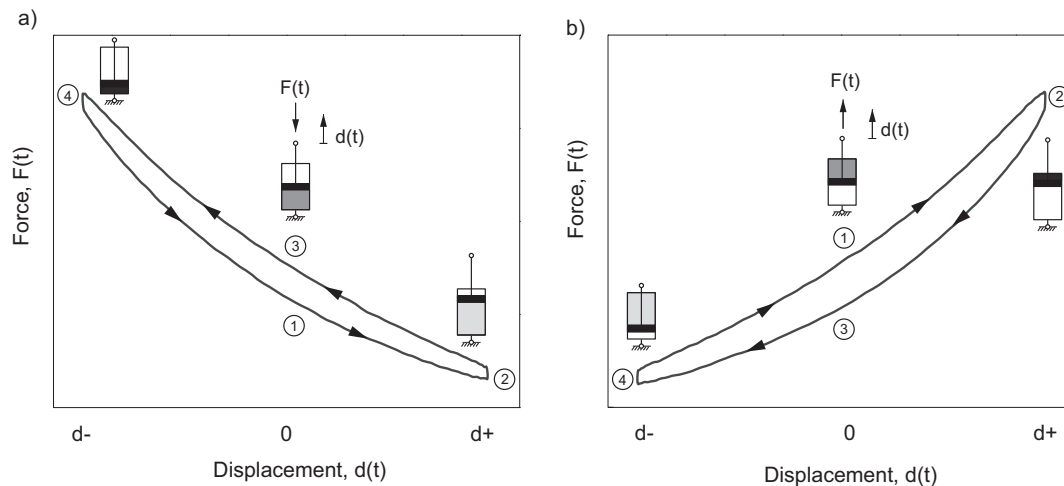 a)
4
F(t)
d(t)
3
1
2
Force, F(t)
d-
0
d+
Displacement, d(t)
b)
2
F(t)
d(t)
1
3
4
Force, F(t)
d-
0
d+
Displacement, d(t)